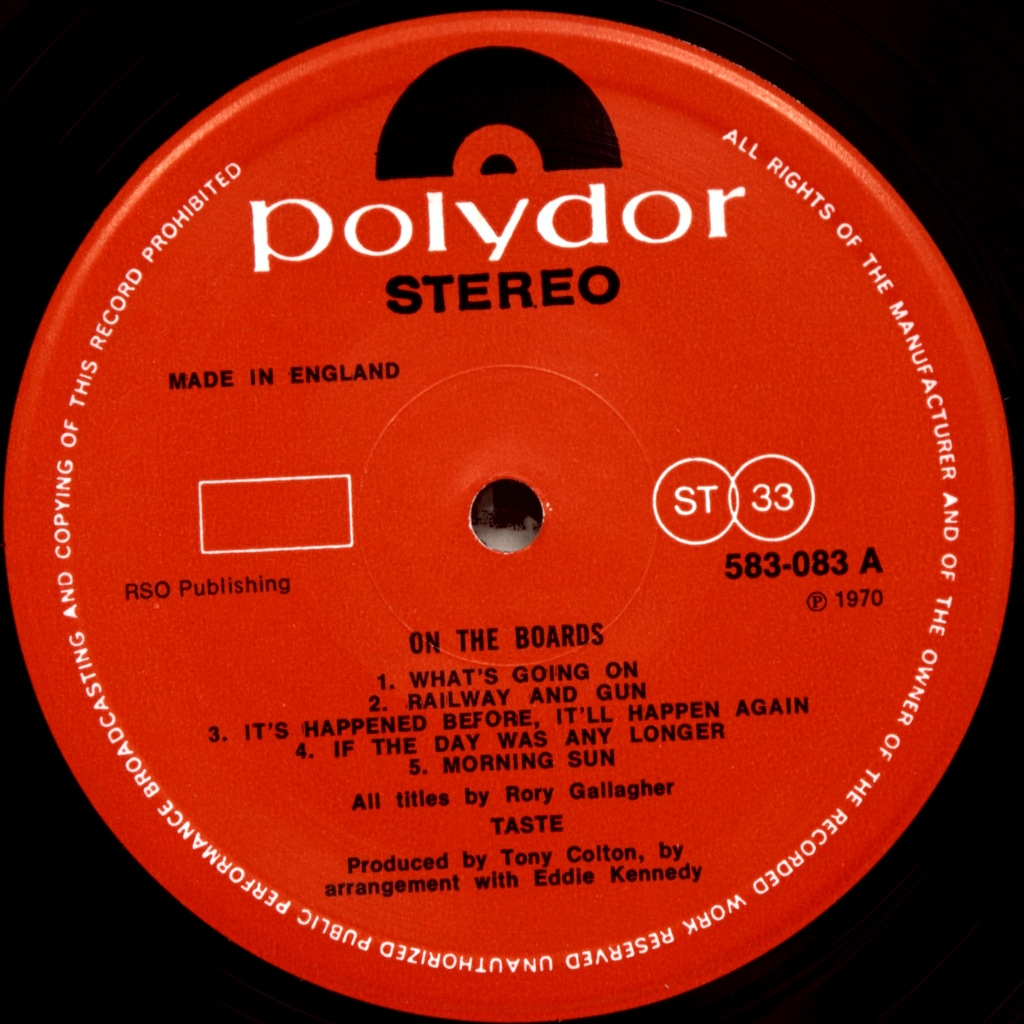 polydor
STEREO
ALL RIGHTS OF THE MANUFACTURER AND OF THE OWNER OF THE RECORDED WORK RESERVED UNAUTHORIZED PUBLIC PERFORMANCE BROADCASTING AND COPYING OF THIS RECORD PROHIBITED
MADE IN ENGLAND
ST 33
583-083 A
RSO Publishing
℗ 1970
ON THE BOARDS
1. WHAT'S GOING ON
2. RAILWAY AND GUN
3. IT'S HAPPENED BEFORE, IT'LL HAPPEN AGAIN
4. IF THE DAY WAS ANY LONGER
5. MORNING SUN
All titles by Rory Gallagher
TASTE
Produced by Tony Colton, by
arrangement with Eddie Kennedy